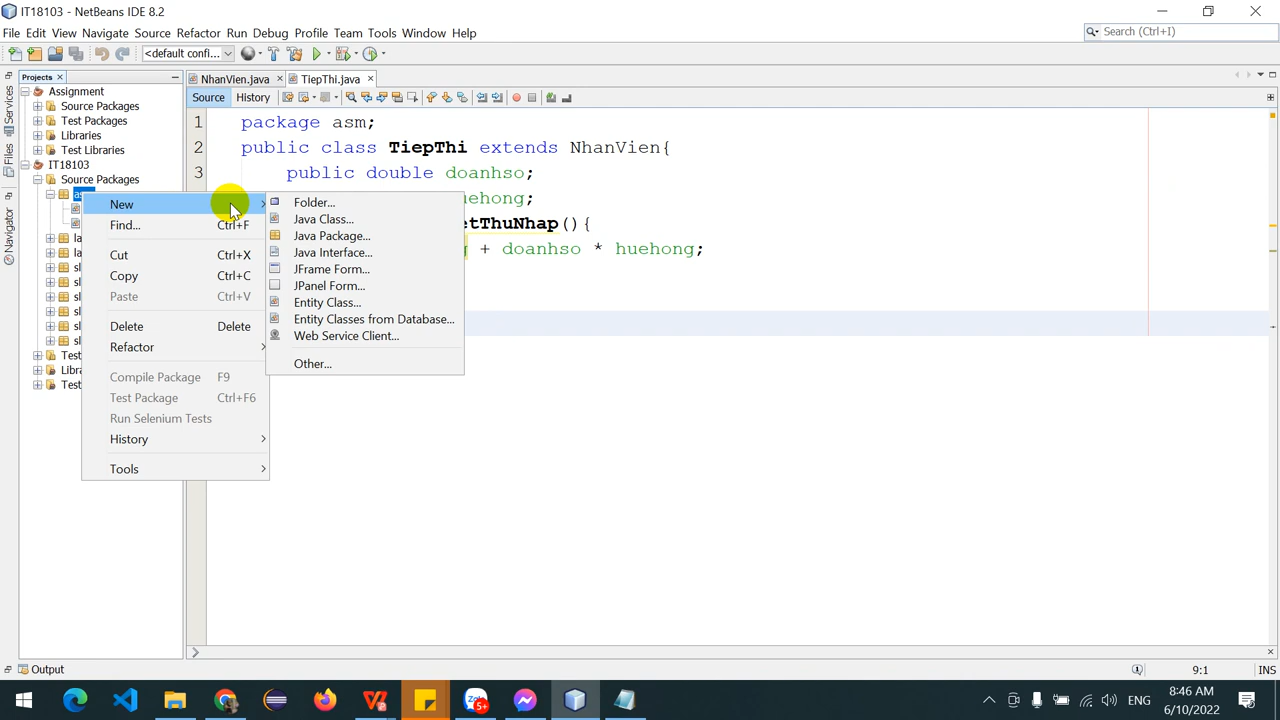 IT18103 - NetBeans IDE 8.2
File Edit View Navigate Source Refactor Run Debug Profile Team Tools Window Help
Search (Ctrl+I)
<default confi...
Projects
NhanVien.java
TiepThi.java
Source History
Services
Files
Navigator
Assignment
Source Packages
Test Packages
Libraries
Test Libraries
IT18103
Source Packages
1 package asm;
2 public class TiepThi extends NhanVien{
3 public double doanhso;
uehong;
etThuNhap(){
+ doanhso * huehong;
New
Find... Ctrl+F
Cut Ctrl+X
Copy Ctrl+C
Paste Ctrl+V
Delete Delete
Refactor
Compile Package F9
Test Package Ctrl+F6
Run Selenium Tests
History
Tools
Folder...
Java Class...
Java Package...
Java Interface...
JFrame Form...
JPanel Form...
Entity Class...
Entity Classes from Database...
Web Service Client...
Other...
Test
Libra
Test
Output
9:1 INS
5+
ENG
8:46 AM
6/10/2022